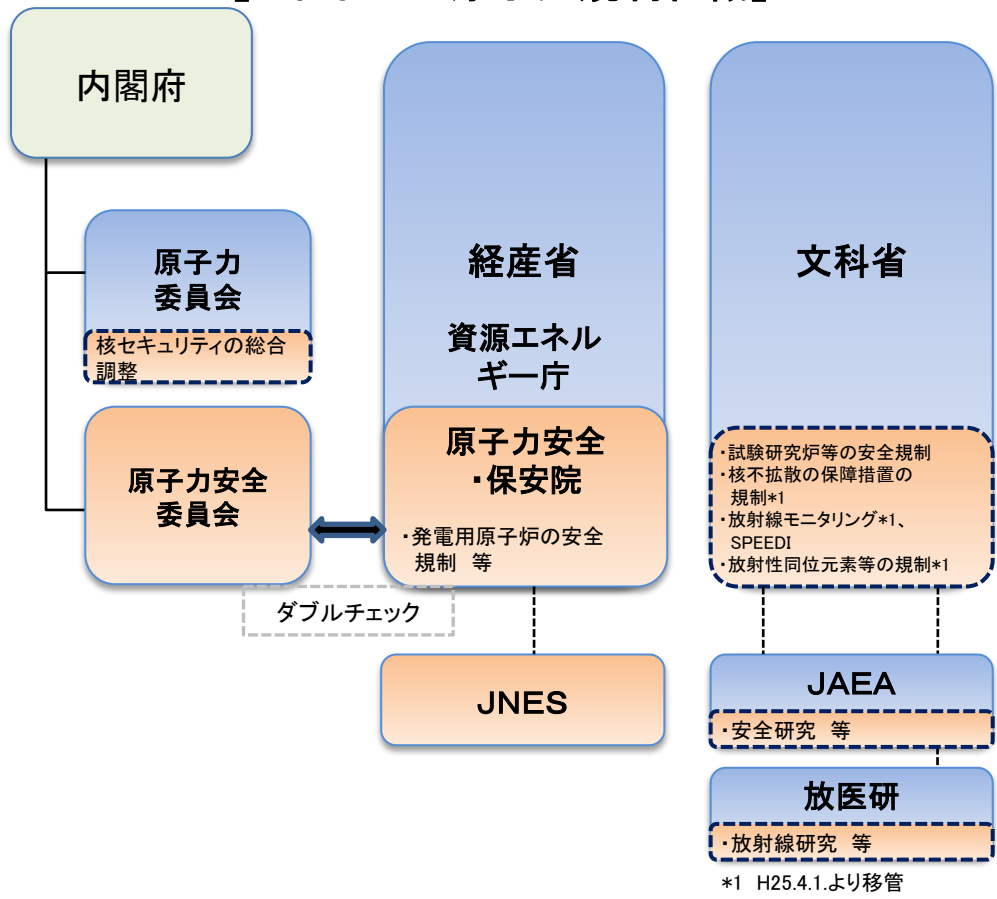 内閣府
原子力
委員会
核セキュリティの総合
調整
原子力安全
委員会
経産省
資源エネル
ギー庁
原子力安全
・保安院
・発電用原子炉の安全
規制 等
ダブルチェック
JNES
文科省
・試験研究炉等の安全規制
・核不拡散の保障措置の
規制*1
・放射線モニタリング*1、
SPEEDI
・放射性同位元素等の規制*1
JAEA
・安全研究 等
放医研
・放射線研究 等
*1 H25.4.1.より移管